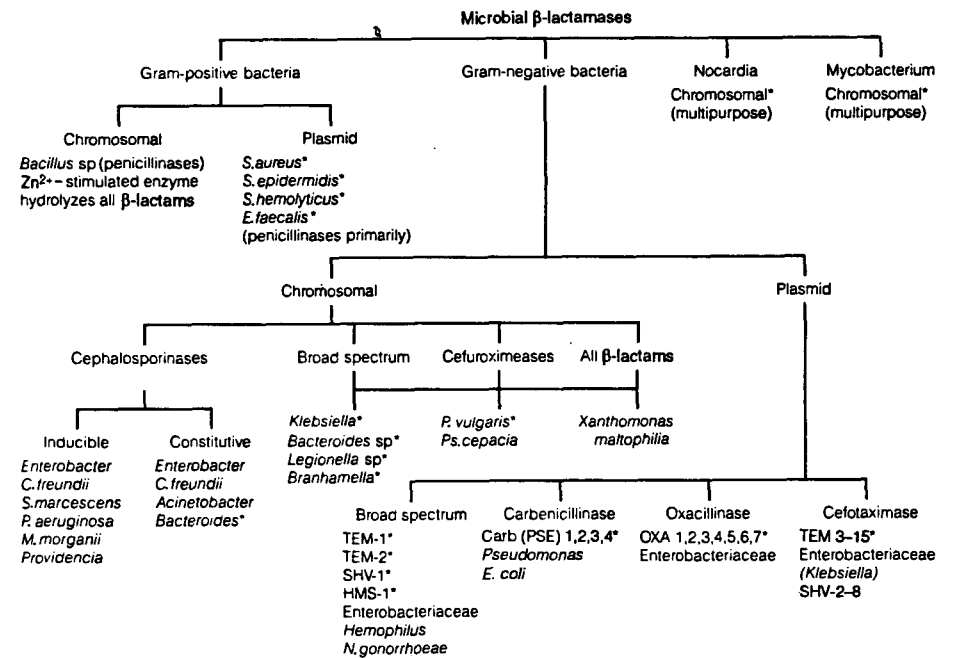 Microbial β-lactamases
Gram-positive bacteria
Gram-negative bacteria
Nocardia
Chromosomal*
(multipurpose)
Mycobacterium
Chromosomal*
(multipurpose)
Chromosomal
Bacillus sp (penicillinases)
Zn2+ – stimulated enzyme
hydrolyzes all β-lactams
Plasmid
S. aureus*
S. epidermidis*
S. hemolyticus*
E. faecalis*
(penicillinases primarily)
Chromosomal
Plasmid
Cephalosporinases
Broad spectrum
Cefuroximeases
All β-lactams
Inducible
Enterobacter
C. freundii
S. marcescens
P. aeruginosa
M. morganii
Providencia
Constitutive
Enterobacter
C. freundii
Acinetobacter
Bacteroides*
Klebsiella*
Bacteroides sp*
Legionella sp*
Branhamella*
P. vulgaris*
Ps. cepacia
Xanthomonas
maltophilia
Broad spectrum
TEM-1*
TEM-2*
SHV-1*
HMS-1*
Enterobacteriaceae
Hemophilus
N. gonorrhoeae
Carbenicillinase
Carb (PSE) 1,2,3,4*
Pseudomonas
E. coli
Oxacillinase
OXA 1,2,3,4,5,6,7*
Enterobacteriaceae
Cefotaximase
TEM 3–15*
Enterobacteriaceae
(Klebsiella)
SHV-2–8